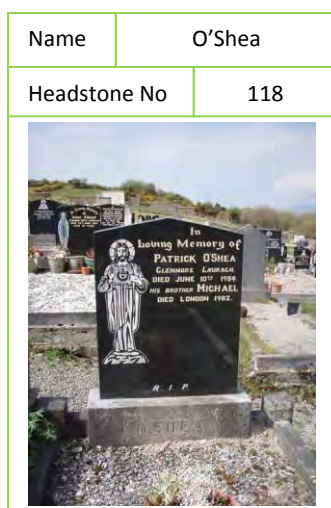 Name O’Shea
Headstone No 118
In
Loving Memory of
PATRICK O'SHEA
GLENMORE LAURAGH.
DIED JUNE 10TH 1984.
HIS BROTHER MICHAEL
DIED LONDON 1982.
R. I. P.
O'SHEA